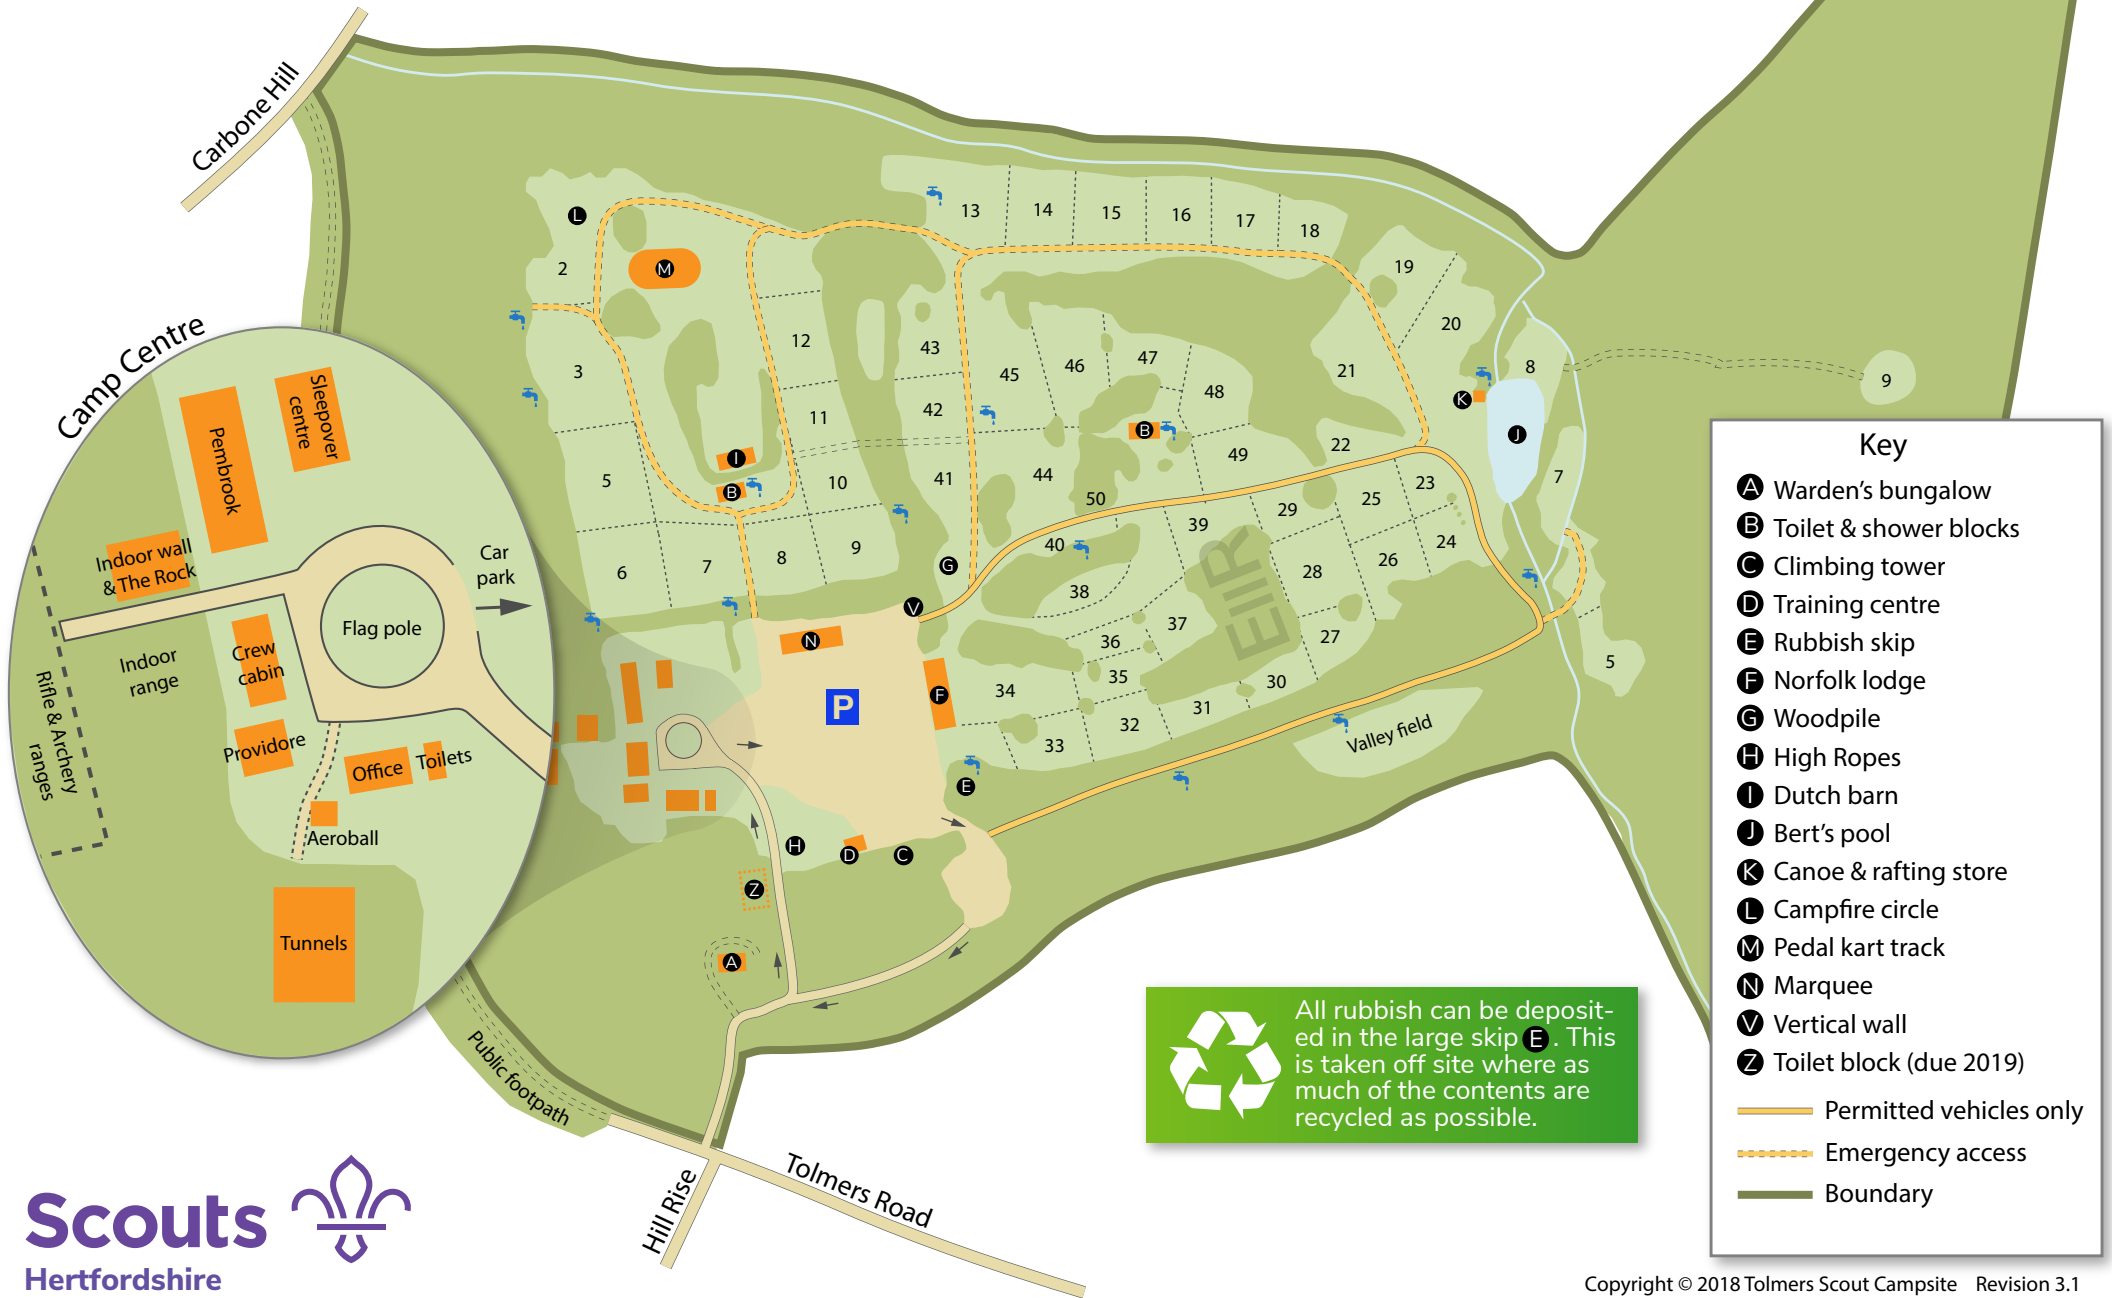 Carbone Hill
Camp Centre
Sleepover
centre
Pembrook
Indoor wall
& The Rock
Car
park
Flag pole
Indoor
range
Crew
cabin
Rifle & Archery
ranges
Providore
Office
Toilets
Aeroball
Tunnels
L
2
M
3
12
11
I
B
5
10
6
7
8
9
13
14
15
16
17
18
19
20
21
22
43
42
41
45
46
47
48
B
49
44
50
G
V
40
39
38
37
36
35
34
33
32
31
30
29
28
27
26
25
24
23
EIIR
K
J
8
7
5
9
Valley field
N
P
F
E
H
D
C
Z
A
Public footpath
Hill Rise
Tolmers Road
Key
A Warden's bungalow
B Toilet & shower blocks
C Climbing tower
D Training centre
E Rubbish skip
F Norfolk lodge
G Woodpile
H High Ropes
I Dutch barn
J Bert's pool
K Canoe & rafting store
L Campfire circle
M Pedal kart track
N Marquee
V Vertical wall
Z Toilet block (due 2019)
Permitted vehicles only
Emergency access
Boundary
All rubbish can be deposit-
ed in the large skip E . This
is taken off site where as
much of the contents are
recycled as possible.
Scouts
Hertfordshire
Copyright © 2018 Tolmers Scout Campsite Revision 3.1